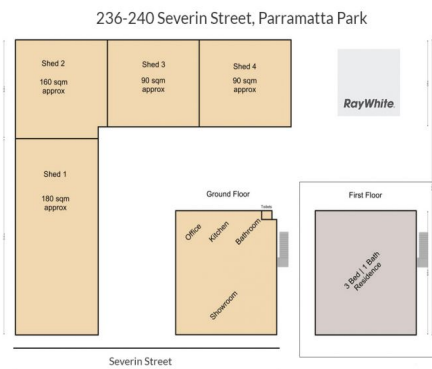 236-240 Severin Street, Parramatta Park
Shed 2
160 sqm
approx
Shed 3
90 sqm
approx
Shed 4
90 sqm
approx
RayWhite.
Shed 1
180 sqm
approx
Ground Floor
First Floor
Toilets
Office
Kitchen
Bathroom
Showroom
3 Bed | 1 Bath
Residence
Severin Street